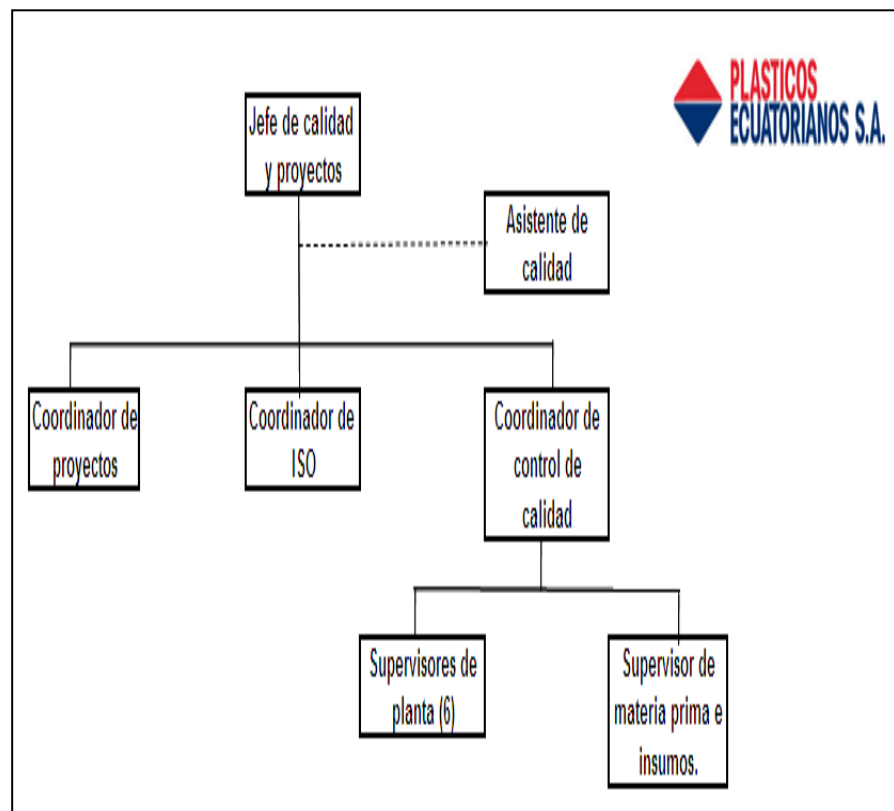 PLASTICOS
ECUATORIANOS S.A.
Jefe de calidad
y proyectos
Asistente de
calidad
Coordinador de
proyectos
Coordinador de
ISO
Coordinador de
control de
calidad
Supervisores de
planta (6)
Supervisor de
materia prima e
insumos.